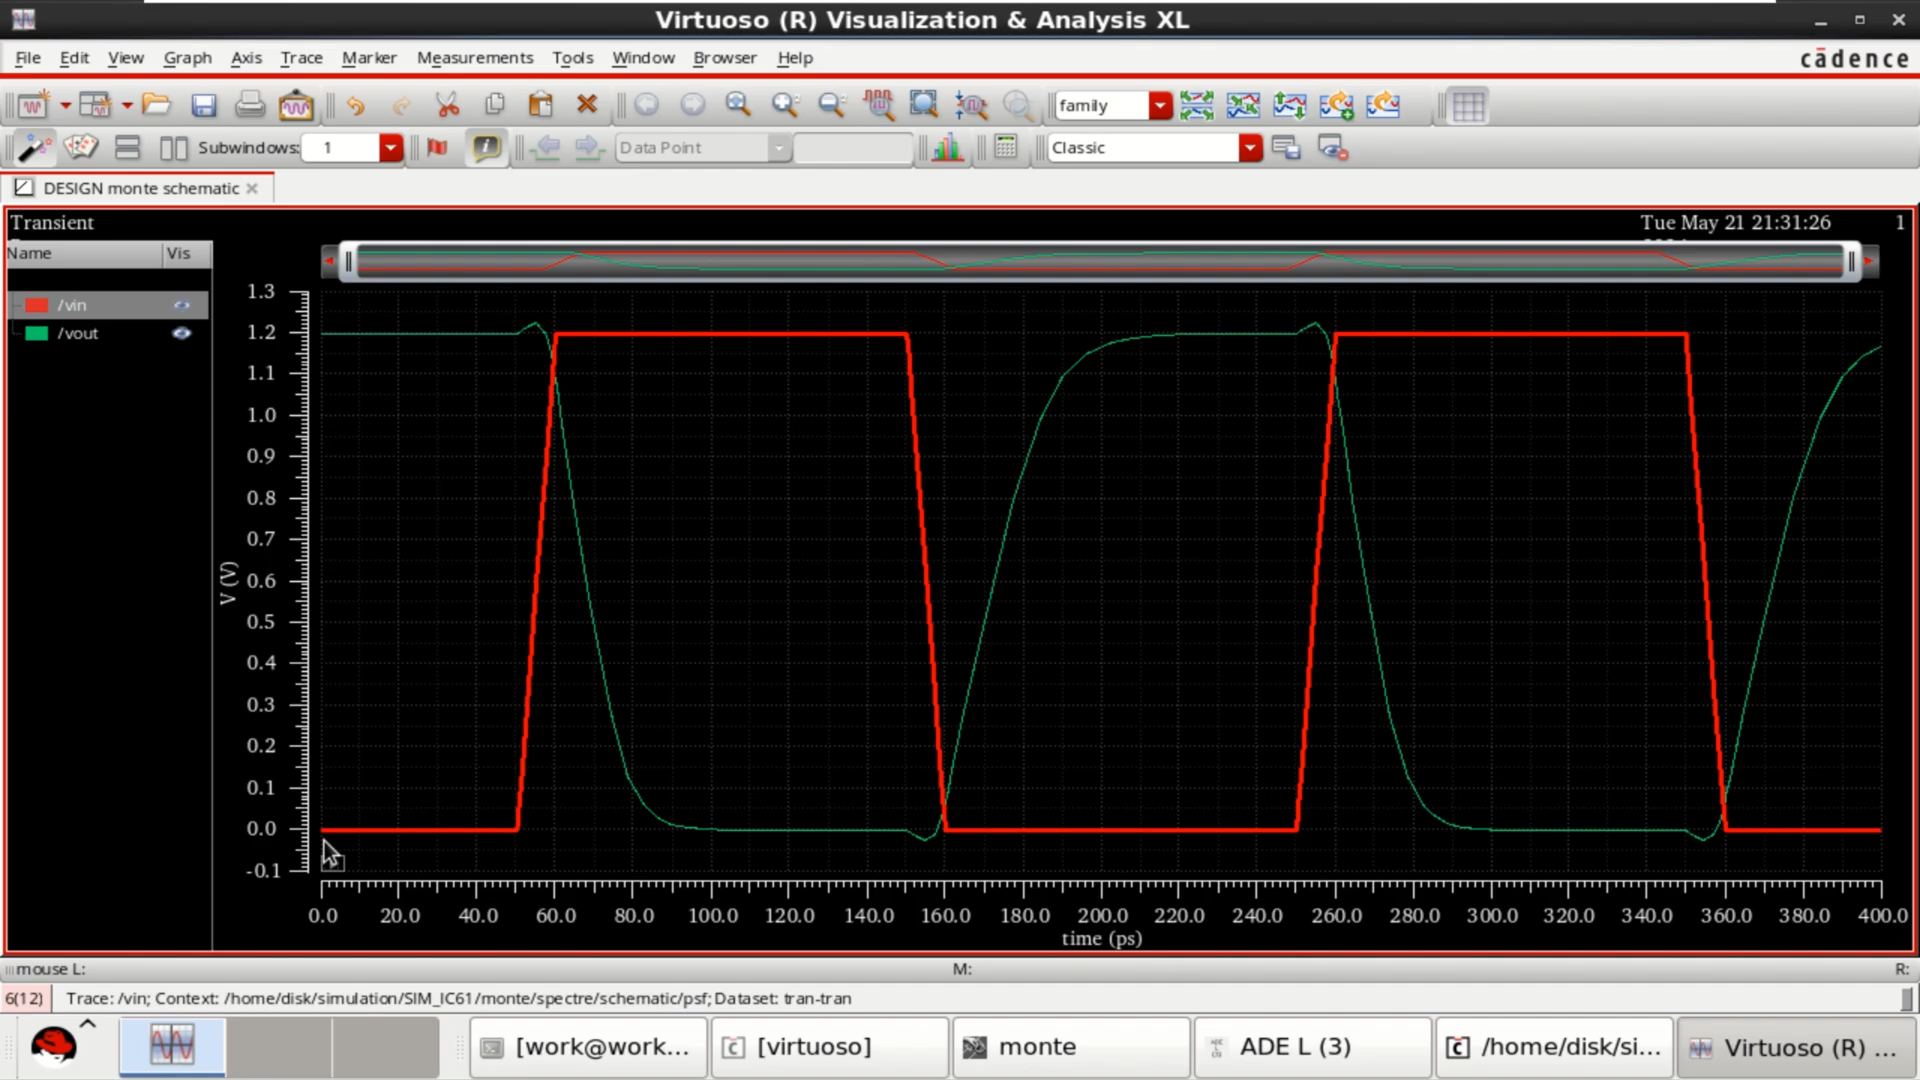 Virtuoso (R) Visualization & Analysis XL
File Edit View Graph Axis Trace Marker Measurements Tools Window Browser Help cādence
family
Subwindows: 1 Data Point Classic
DESIGN monte schematic
Transient Tue May 21 21:31:26 1
Name Vis
/vin
/vout
1.3
1.2
1.1
1.0
0.9
0.8
0.7
0.6
0.5
0.4
0.3
0.2
0.1
0.0
-0.1
V (V)
0.0 20.0 40.0 60.0 80.0 100.0 120.0 140.0 160.0 180.0 200.0 220.0 240.0 260.0 280.0 300.0 320.0 340.0 360.0 380.0 400.0
time (ps)
mouse L: M: R:
6(12) Trace: /vin; Context: /home/disk/simulation/SIM_IC61/monte/spectre/schematic/psf; Dataset: tran-tran
[work@work... [virtuoso] monte ADE L (3) /home/disk/si... Virtuoso (R) ...